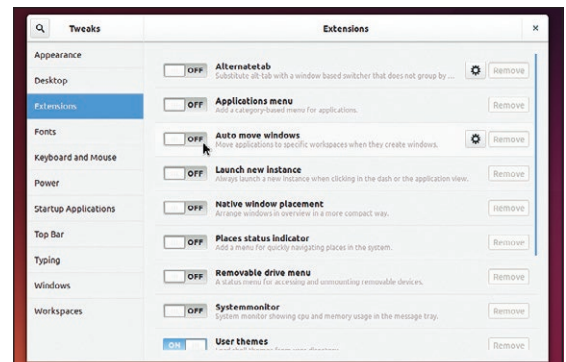 Tweaks
Extensions
×
Appearance
Desktop
Extensions
Fonts
Keyboard and Mouse
Power
Startup Applications
Top Bar
Typing
Windows
Workspaces
OFF
Alternatetab
Substitute alt-tab with a window based switcher that does not group by ...
Remove
OFF
Applications menu
Add a category-based menu for applications.
Remove
OFF
Auto move windows
Move applications to specific workspaces when they create windows.
Remove
OFF
Launch new instance
Always launch a new instance when clicking in the dash or the application view.
Remove
OFF
Native window placement
Arrange windows in overview in a more compact way.
Remove
OFF
Places status indicator
Add a menu for quickly navigating places in the system.
Remove
OFF
Removable drive menu
A status menu for accessing and unmounting removable devices.
Remove
OFF
Systemmonitor
System monitor showing cpu and memory usage in the message tray.
Remove
ON
User themes
Load shell themes from user directory.
Remove